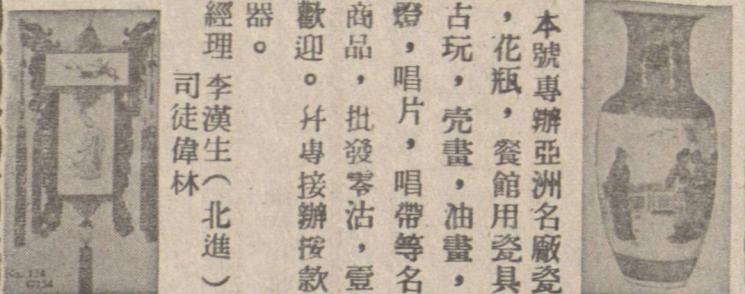 本號專辦亞洲名廠瓷
，花瓶，餐館用瓷具
古玩，壳畫，油畫，
燈，唱片，唱帶等名
商品，批發零沽，壹
歡迎。幷專接辦按款
器。
經理 李漢生（北進）
司徒偉林